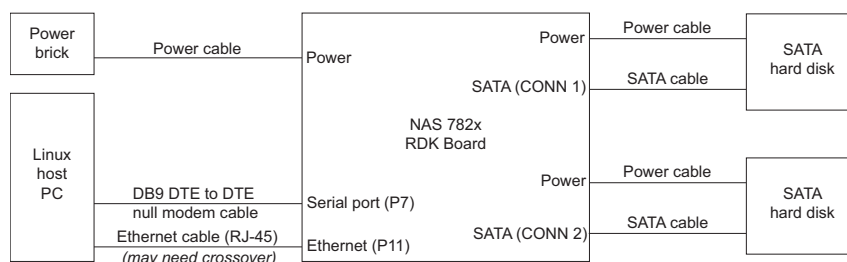 Power
brick
Power cable
Power
Linux
host
PC
DB9 DTE to DTE
null modem cable
Serial port (P7)
Ethernet cable (RJ-45)
(may need crossover)
Ethernet (P11)
NAS 782x
RDK Board
Power
Power cable
SATA (CONN 1)
SATA cable
SATA
hard disk
Power
Power cable
SATA (CONN 2)
SATA cable
SATA
hard disk